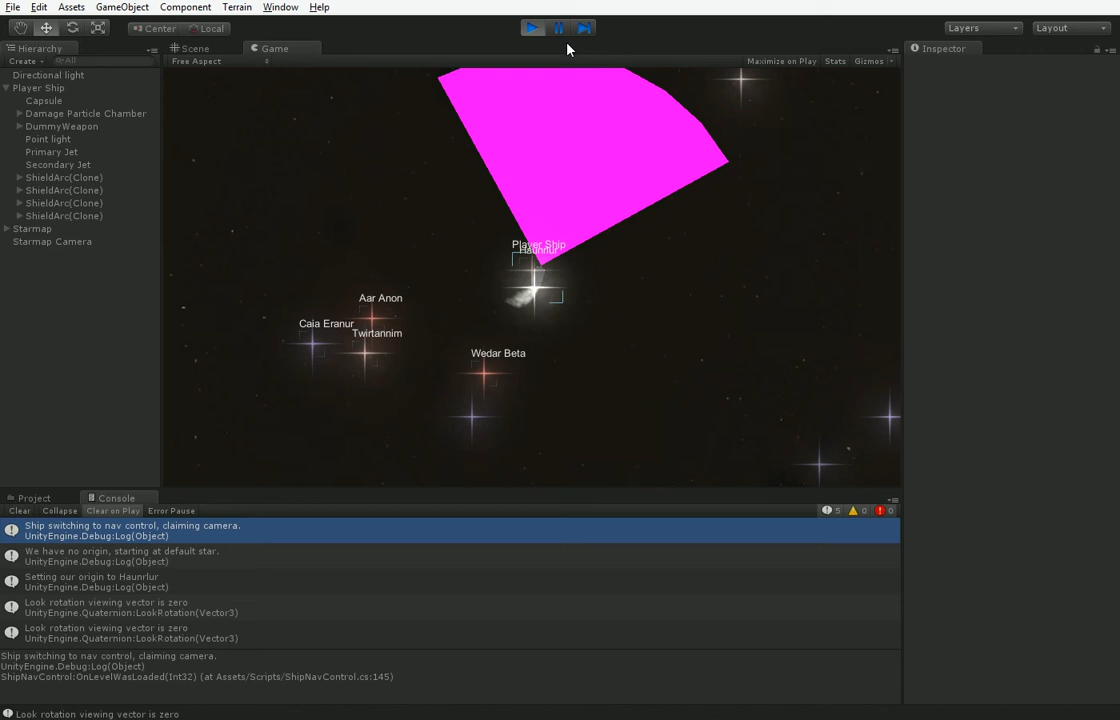 File Edit Assets GameObject Component Terrain Window Help
Center Local Layers Layout
Hierarchy Scene Game Inspector
Create All Free Aspect Maximize on Play Stats Gizmos
Directional light
Player Ship
Capsule
Damage Particle Chamber
DummyWeapon
Point light
Primary Jet
Secondary Jet
ShieldArc(Clone)
ShieldArc(Clone)
ShieldArc(Clone)
ShieldArc(Clone)
Starmap
Starmap Camera
Player Ship
Haunrlur
Aar Anon
Caia Eranur
Twirtannim
Wedar Beta
Project Console
Clear Collapse Clear on Play Error Pause 5 0 0
Ship switching to nav control, claiming camera.
UnityEngine.Debug:Log(Object)
We have no origin, starting at default star.
UnityEngine.Debug:Log(Object)
Setting our origin to Haunrlur
UnityEngine.Debug:Log(Object)
Look rotation viewing vector is zero
UnityEngine.Quaternion:LookRotation(Vector3)
Look rotation viewing vector is zero
UnityEngine.Quaternion:LookRotation(Vector3)
Ship switching to nav control, claiming camera.
UnityEngine.Debug:Log(Object)
ShipNavControl:OnLevelWasLoaded(Int32) (at Assets/Scripts/ShipNavControl.cs:145)
Look rotation viewing vector is zero